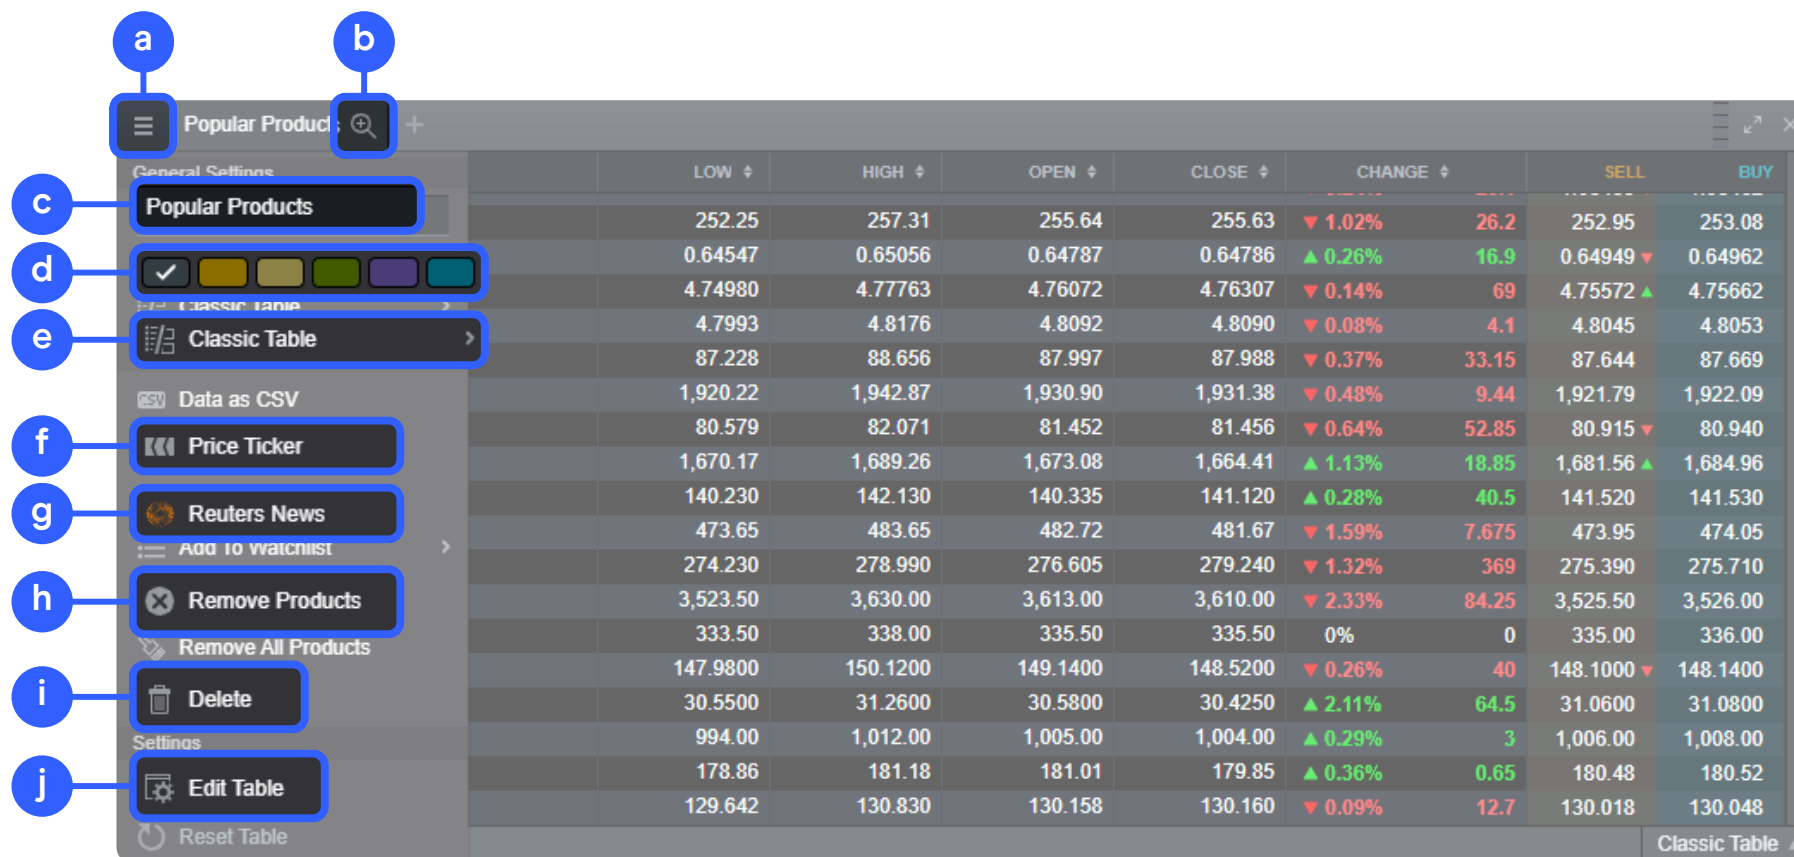 a b
Popular Products
General Settings LOW HIGH OPEN CLOSE CHANGE SELL BUY
c Popular Products
252.25 257.31 255.64 255.63 1.02% 26.2 252.95 253.08
d 0.64547 0.65056 0.64787 0.64786 0.26% 16.9 0.64949 0.64962
Classic Table 4.74980 4.77763 4.76072 4.76307 0.14% 69 4.75572 4.75662
e Classic Table 4.7993 4.8176 4.8092 4.8090 0.08% 4.1 4.8045 4.8053
87.228 88.656 87.997 87.988 0.37% 33.15 87.644 87.669
CSV Data as CSV 1,920.22 1,942.87 1,930.90 1,931.38 0.48% 9.44 1,921.79 1,922.09
f Price Ticker 80.579 82.071 81.452 81.456 0.64% 52.85 80.915 80.940
1,670.17 1,689.26 1,673.08 1,664.41 1.13% 18.85 1,681.56 1,684.96
g Reuters News 140.230 142.130 140.335 141.120 0.28% 40.5 141.520 141.530
473.65 483.65 482.72 481.67 1.59% 7.675 473.95 474.05
Add To Watchlist 274.230 278.990 276.605 279.240 1.32% 369 275.390 275.710
h Remove Products 3,523.50 3,630.00 3,613.00 3,610.00 2.33% 84.25 3,525.50 3,526.00
Remove All Products 333.50 338.00 335.50 335.50 0% 0 335.00 336.00
147.9800 150.1200 149.1400 148.5200 0.26% 40 148.1000 148.1400
i Delete 30.5500 31.2600 30.5800 30.4250 2.11% 64.5 31.0600 31.0800
Settings 994.00 1,012.00 1,005.00 1,004.00 0.29% 3 1,006.00 1,008.00
j Edit Table 178.86 181.18 181.01 179.85 0.36% 0.65 180.48 180.52
129.642 130.830 130.158 130.160 0.09% 12.7 130.018 130.048
Reset Table Classic Table